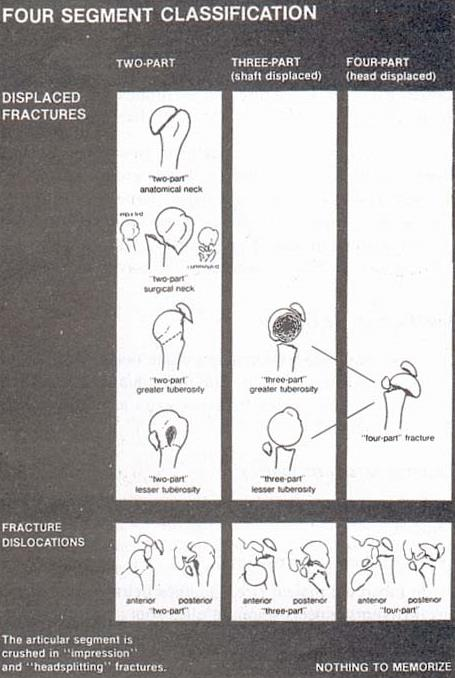 FOUR SEGMENT CLASSIFICATION
TWO-PART
THREE-PART
(shaft displaced)
FOUR-PART
(head displaced)
DISPLACED
FRACTURES
"two-part"
anatomical neck
impacted
comminuted
"two-part"
surgical neck
"two-part"
greater tuberosity
"three-part"
greater tuberosity
"four-part" fracture
"two-part"
lesser tuberosity
"three-part"
lesser tuberosity
FRACTURE
DISLOCATIONS
anterior posterior
"two-part"
anterior posterior
"three-part"
anterior posterior
"four-part"
The articular segment is
crushed in "impression"
and "headsplitting" fractures.
NOTHING TO MEMORIZE